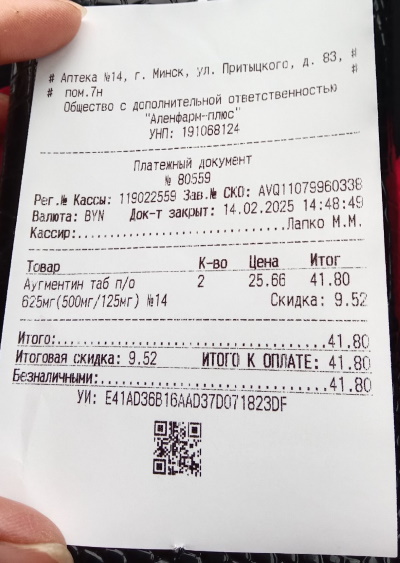 # Аптека №14, г. Минск, ул. Притыцкого, д. 83, #
# пом.7н #
Общество с дополнительной ответственностью
"Аленфарм-плюс"
УНП: 191068124
Платежный документ
№ 80559
Рег.№ Кассы: 119022559 Зав.№ СКО: AVQ11079960338
Валюта: BYN Док-т закрыт: 14.02.2025 14:48:49
Кассир:....................................Лапко М.М.
Товар К-во Цена Итог
Аугментин таб п/о 2 25.66 41.80
625мг(500мг/125мг) №14 Скидка: 9.52
Итого:.............................................41.80
Итоговая скидка: 9.52 ИТОГО К ОПЛАТЕ: 41.80
Безналичными:......................................41.80
УИ: E41AD36B16AAD37D071823DF